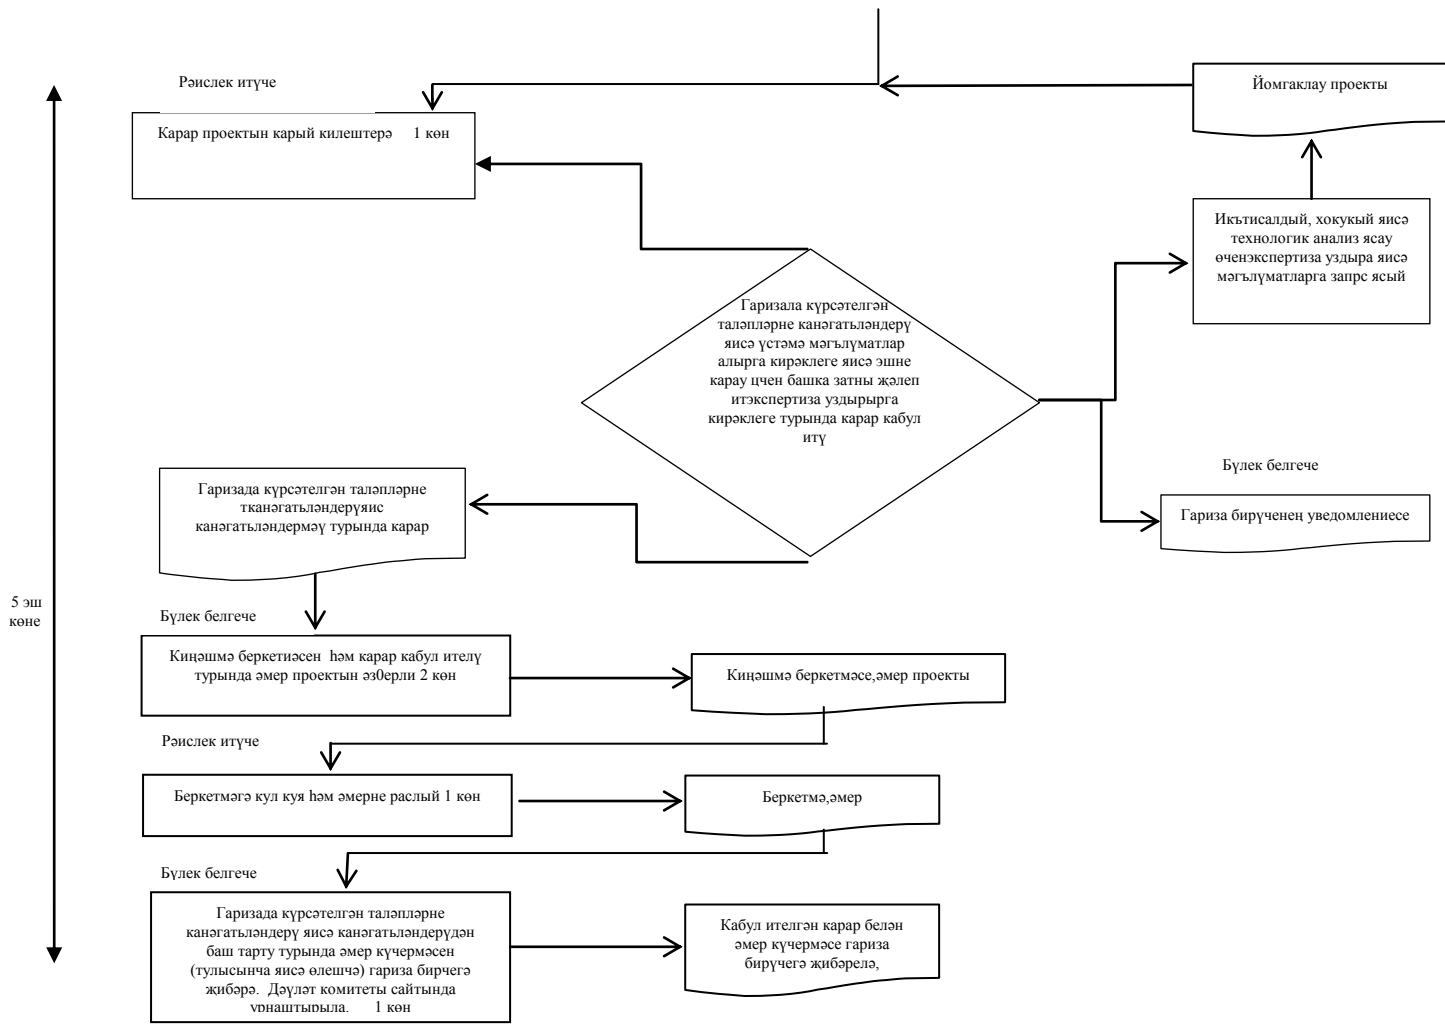 Рәислек итүче
Йомгаклау проекты
Карар проектын карый килештерә 1 көн
Икътисалдый, хокукый яисә
технологик анализ ясау
өченэкспертиза уздыра яисә
мәгълүматларга запрс ясый
Гаризала күрсәтелгән
таләпләрне канәгатьләндерү
яисә үстәмә мәгълүматлар
алырга кирәклеге яисә эшне
карау цчен башка затны җәлеп
итэкспертиза уздырырга
кирәклеге турында карар кабул
итү
Бүлек белгече
Гариза бирүченең уведомлениесе
Гаризада күрсәтелгән таләпләрне
тканәгатьләндерүяис
канәгатьләндермәү турында карар
5 эш
көне
Бүлек белгече
Киңәшмә беркетиәсен һәм карар кабул ителү
турында әмер проектын әз0ерли 2 көн
Киңәшмә беркетмәсе,әмер проекты
Рәислек итүче
Беркетмәгә кул куя һәм әмерне раслый 1 көн
Беркетмә,әмер
Бүлек белгече
Гаризада күрсәтелгән таләпләрне
канәгатьләндерү яисә канәгатьләндерүдән
баш тарту турында әмер күчермәсен
(тулысынча яисә өлешчә) гариза бирчегә
җибәрә. Дәүләт комитеты сайтында
урнаштырыла. 1 көн
Кабул ителгән карар белән
әмер күчермәсе гариза
бирүчегә җибәрелә,